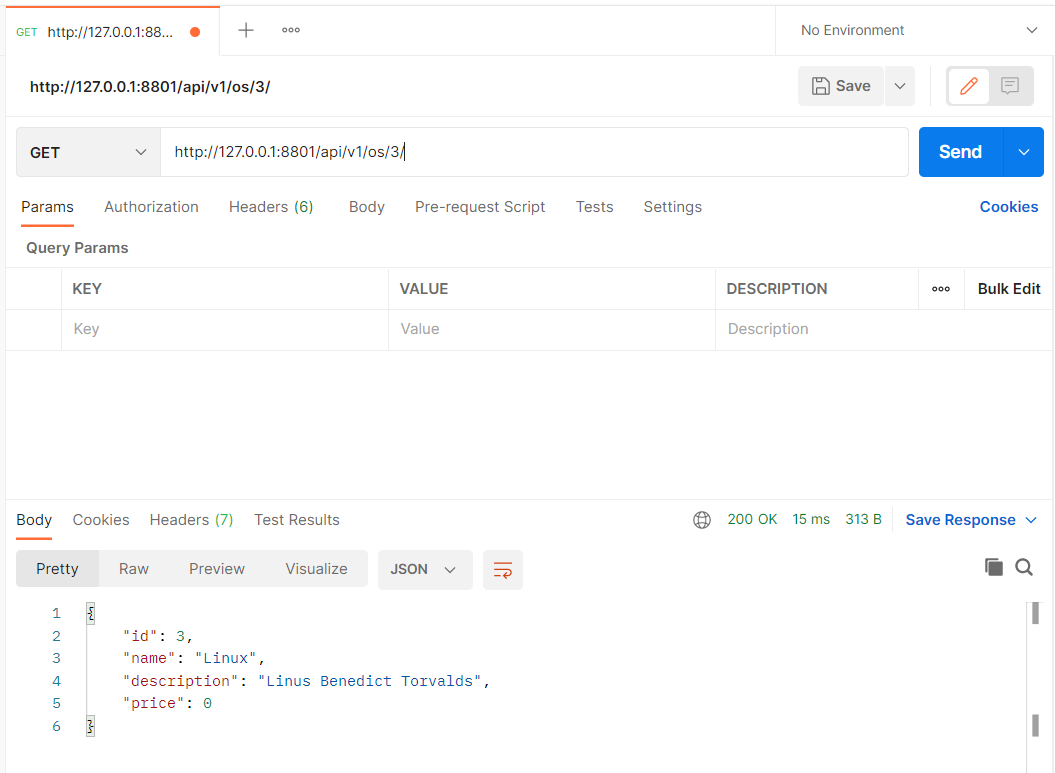 GET http://127.0.0.1:88... No Environment
http://127.0.0.1:8801/api/v1/os/3/ Save
GET http://127.0.0.1:8801/api/v1/os/3/ Send
Params Authorization Headers (6) Body Pre-request Script Tests Settings Cookies
Query Params
KEY VALUE DESCRIPTION Bulk Edit
Key Value Description
Body Cookies Headers (7) Test Results 200 OK 15 ms 313 B Save Response
Pretty Raw Preview Visualize JSON
1 {
2 "id": 3,
3 "name": "Linux",
4 "description": "Linus Benedict Torvalds",
5 "price": 0
6 }